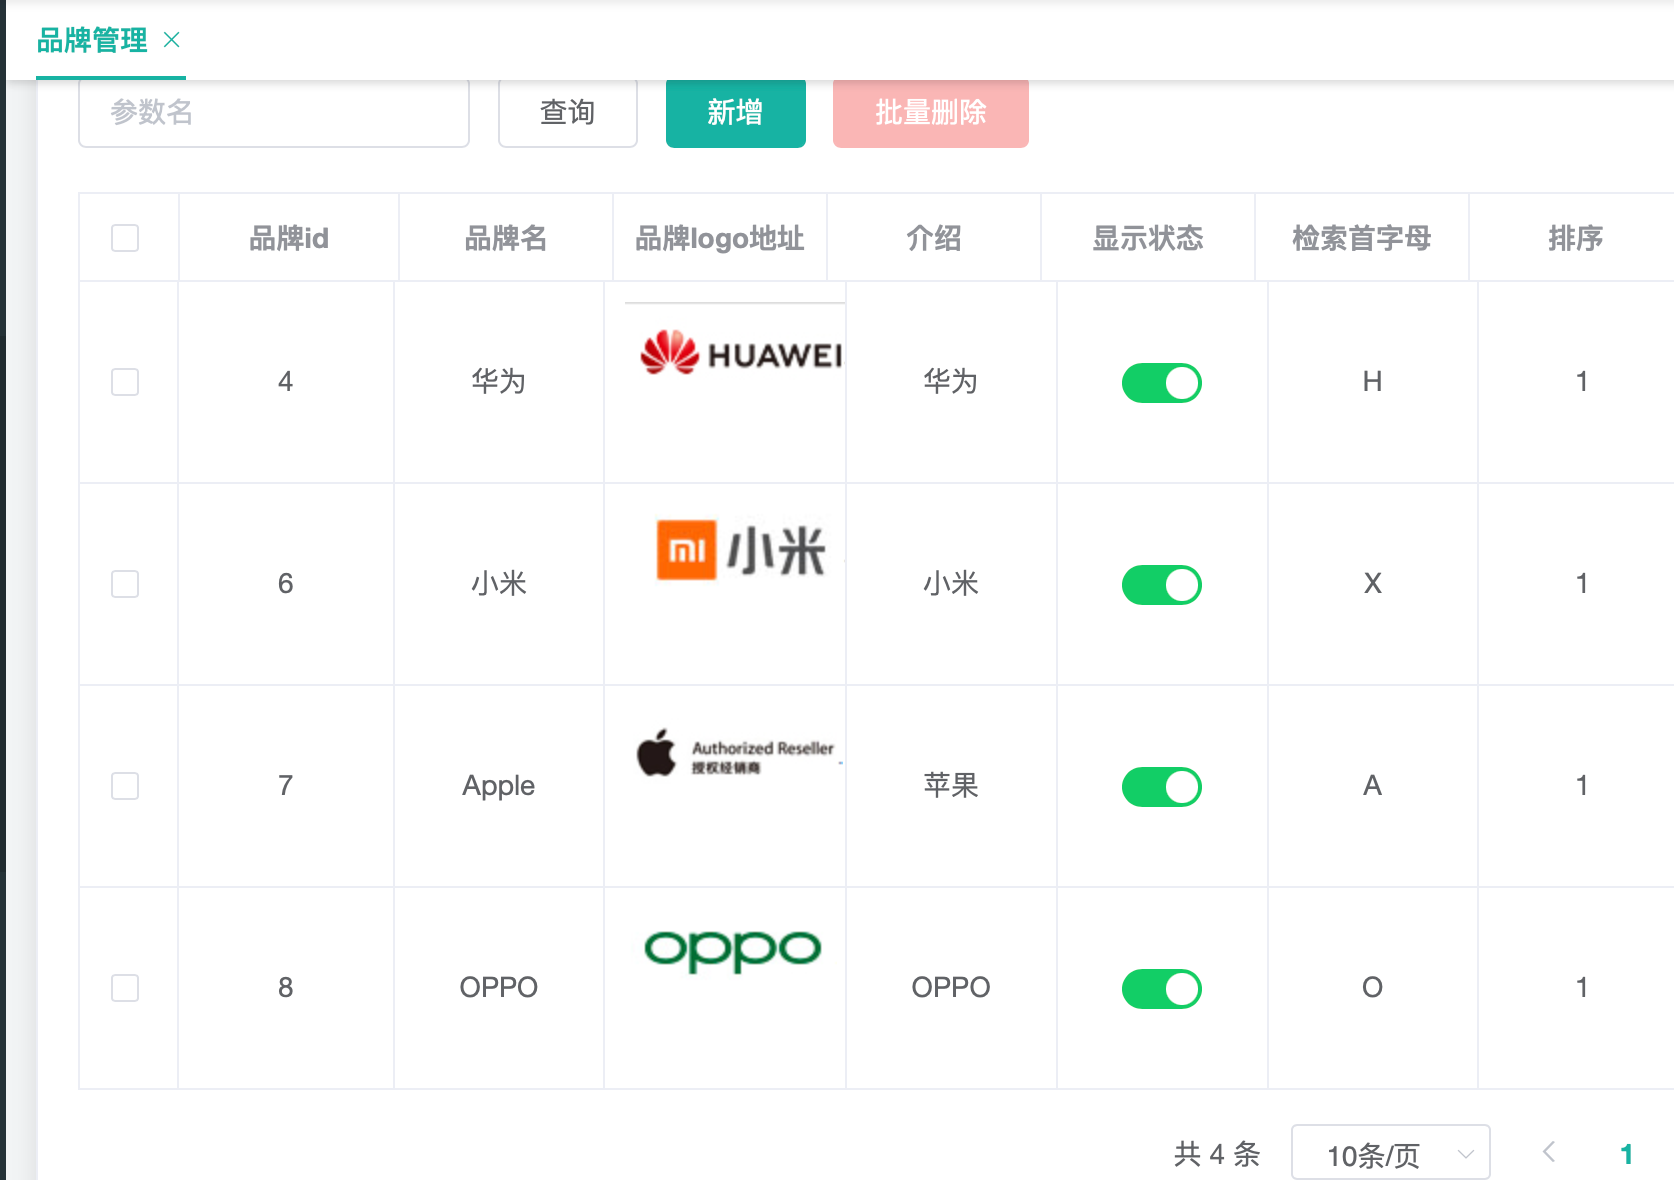 品牌管理
参数名 查询 新增 批量删除
品牌id 品牌名 品牌logo地址 介绍 显示状态 检索首字母 排序
HUAWEI
4 华为 华为 H 1
mi 小米
6 小米 小米 X 1
Authorized Reseller
授权经销商
7 Apple 苹果 A 1
oppo
8 OPPO OPPO O 1
共 4 条 10条/页 1